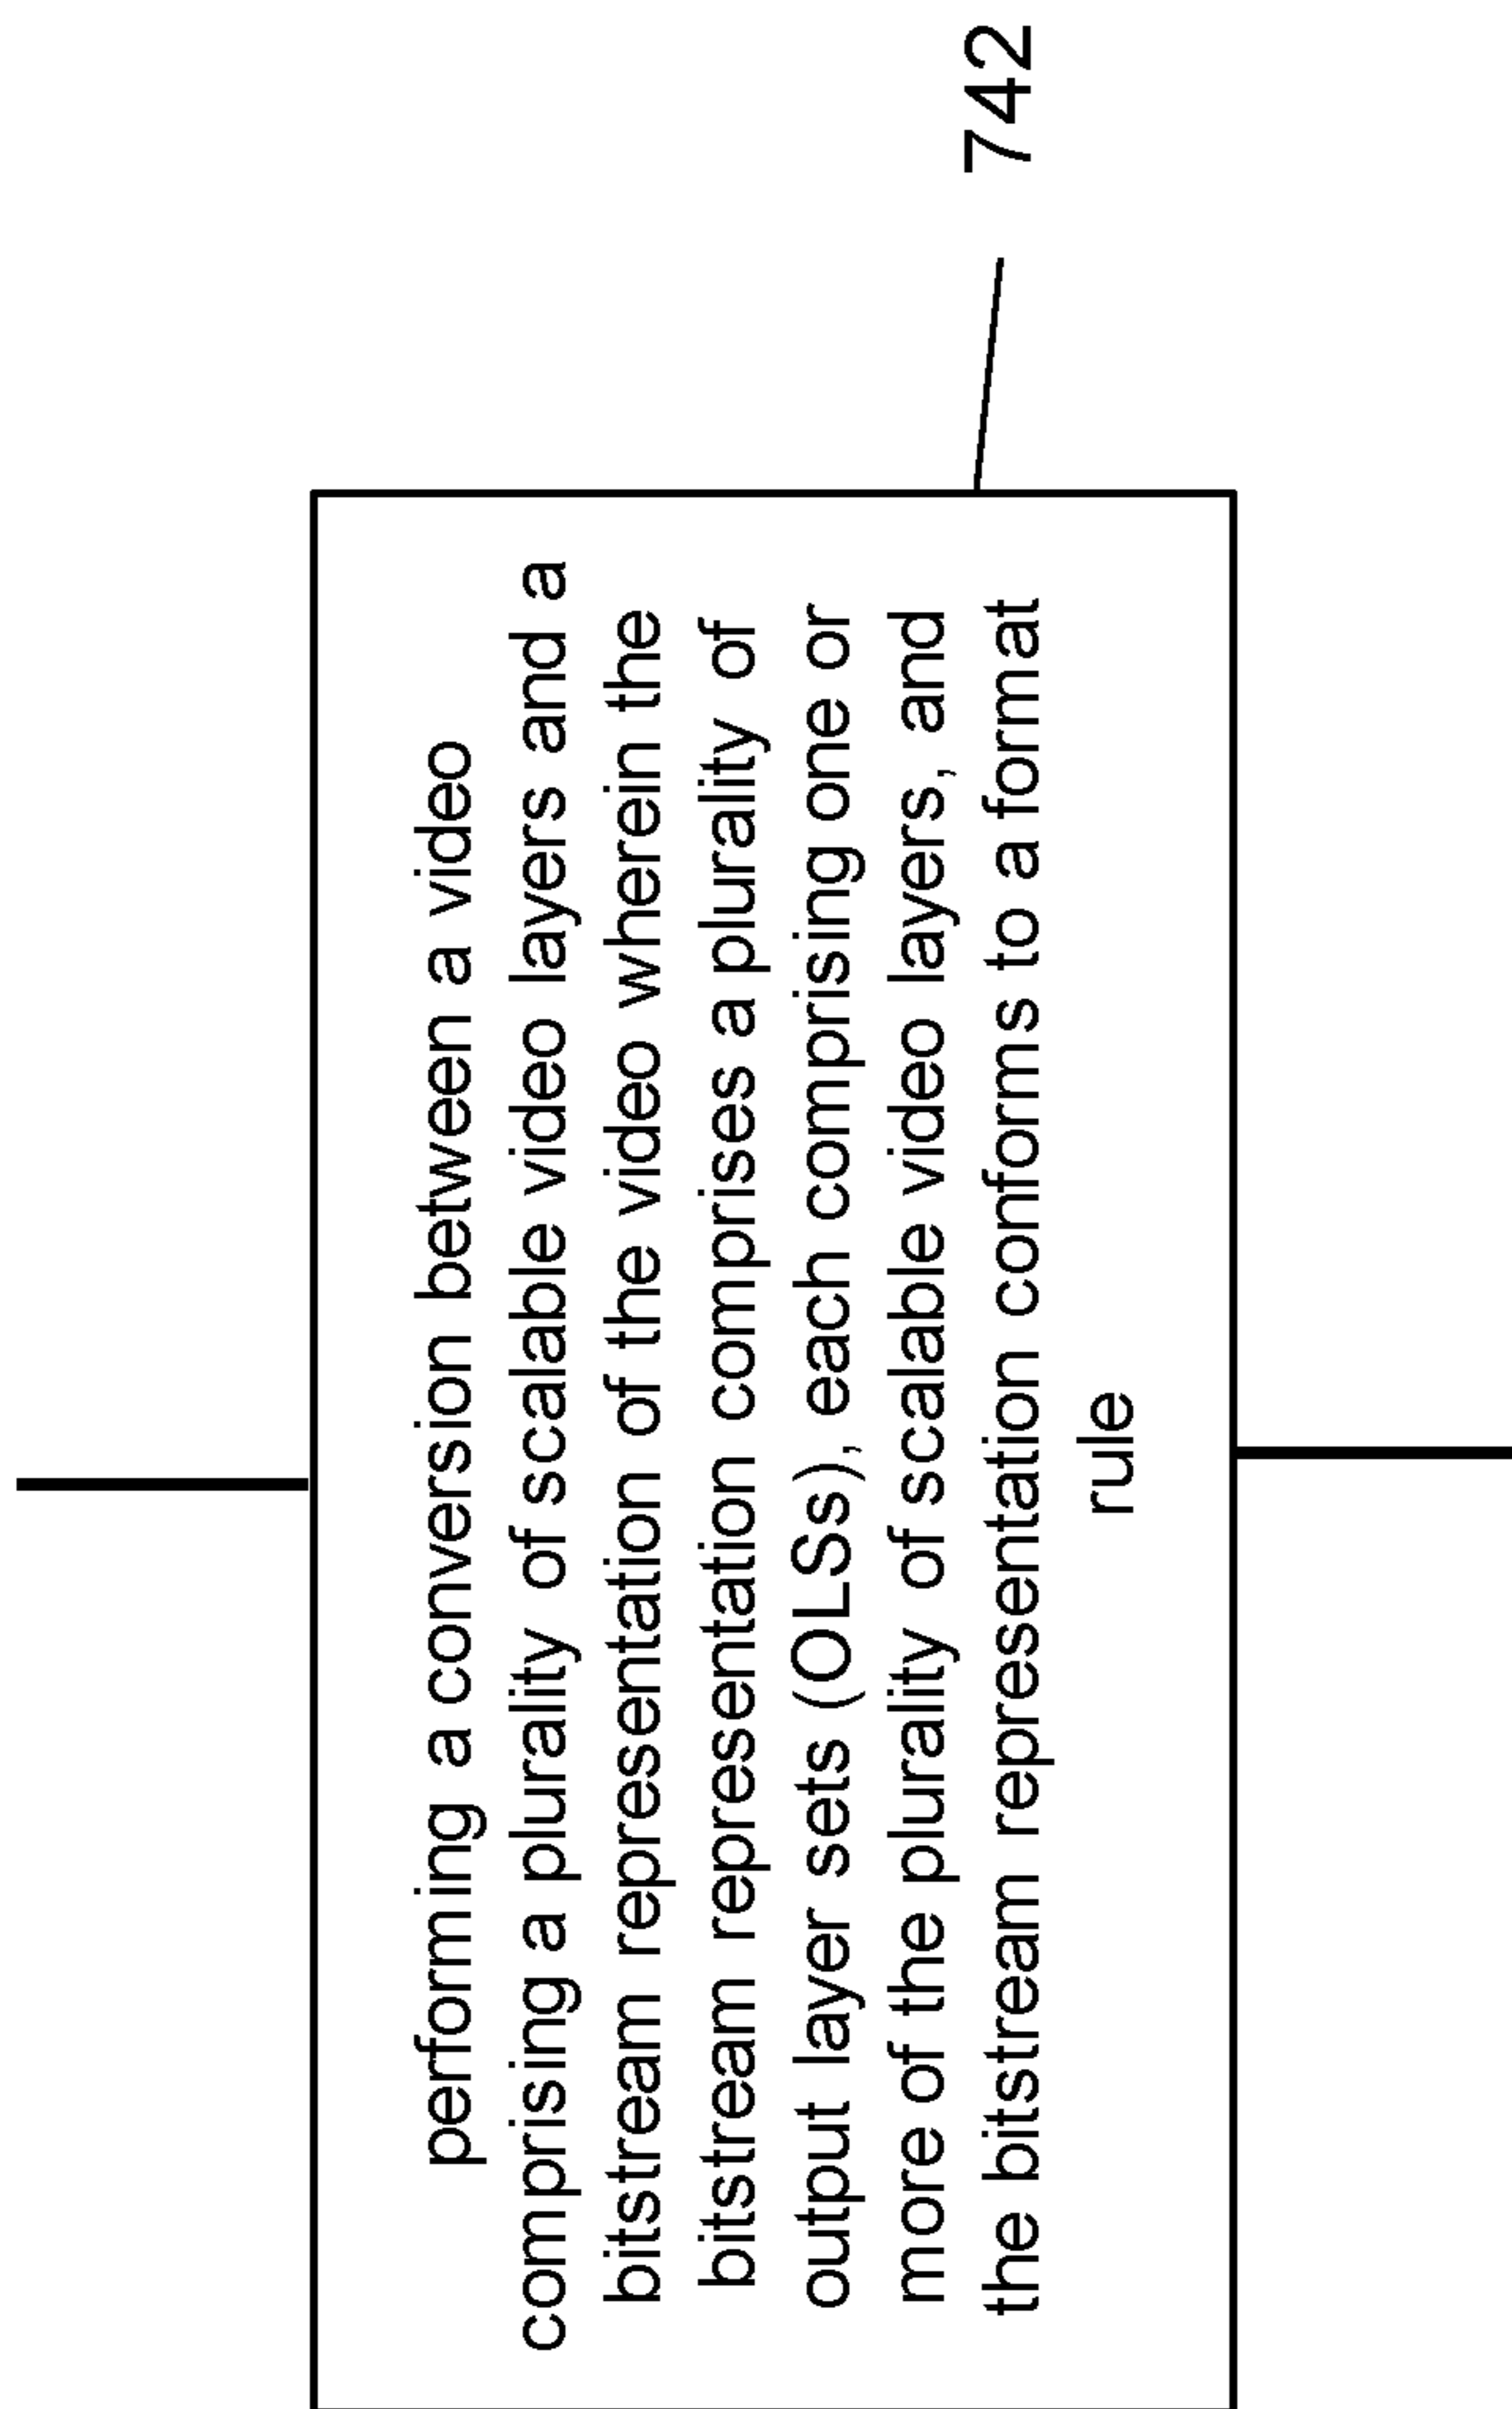 performing a conversion between a video
comprising a plurality of scalable video layers and a
bitstream representation of the video wherein the
bitstream representation comprises a plurality of
output layer sets (OLSs), each comprising one or
more of the plurality of scalable video layers, and
the bitstream representation conforms to a format
rule
742